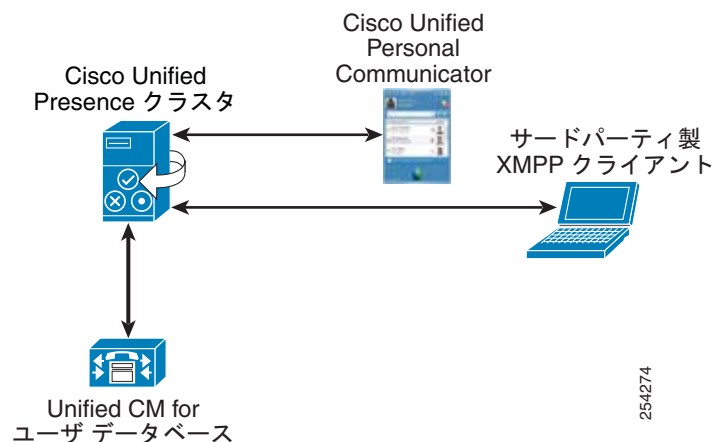 Cisco Unified
Personal
Communicator
Cisco Unified
Presence クラスタ
サードパーティ製
XMPP クライアント
Unified CM for
ユーザ データベース
254274